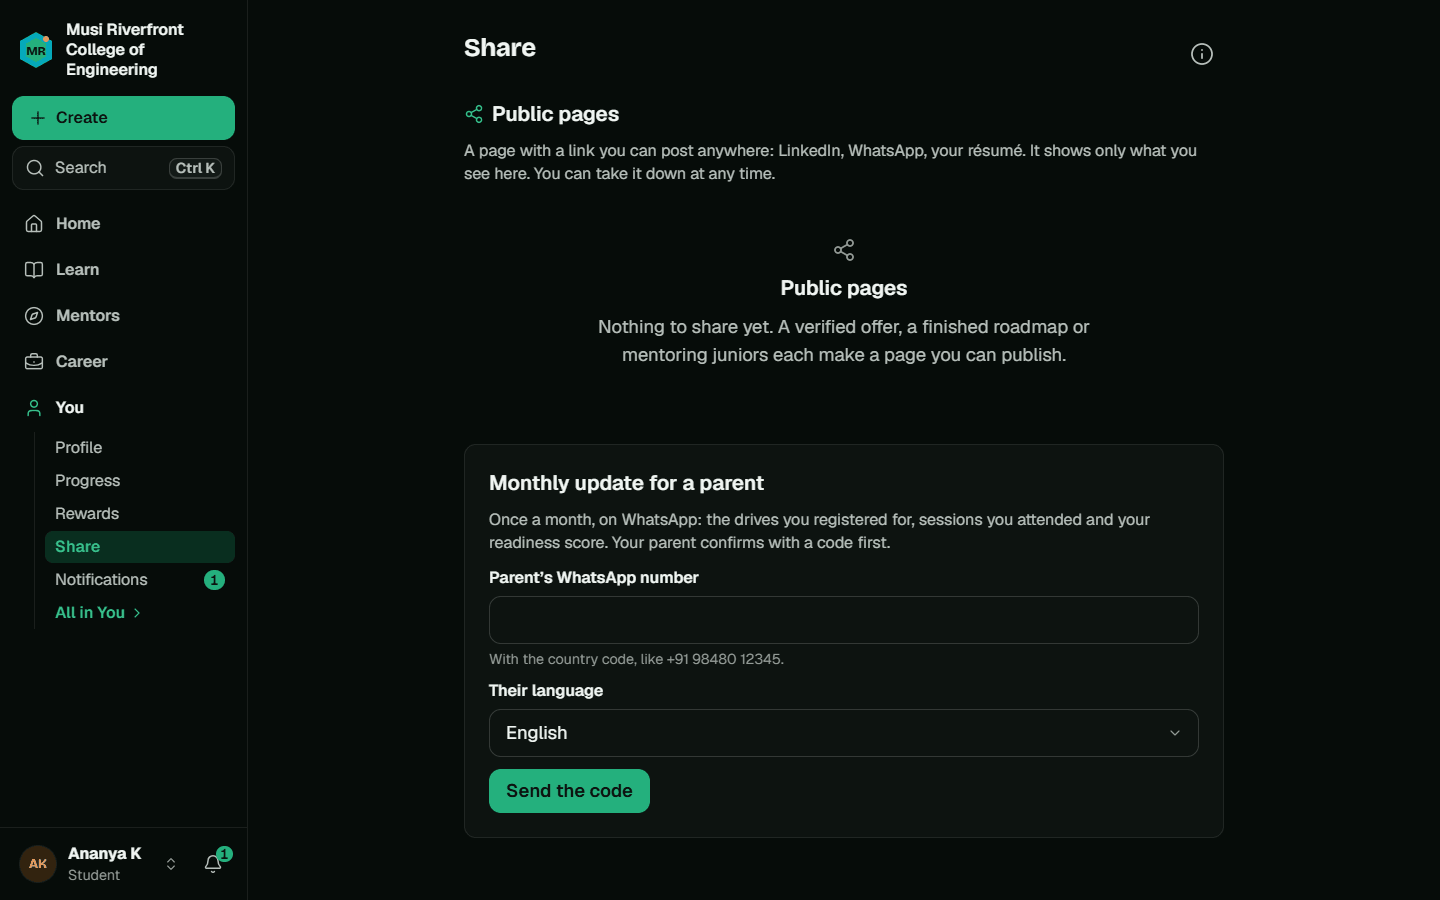 MR
Musi Riverfront
College of
Engineering
Create
Search
Ctrl K
Home
Learn
Mentors
Career
You
Profile
Progress
Rewards
Share
Notifications
1
All in You
AK
Ananya K
Student
1
Share
Public pages
A page with a link you can post anywhere: LinkedIn, WhatsApp, your résumé. It shows only what you
see here. You can take it down at any time.
Public pages
Nothing to share yet. A verified offer, a finished roadmap or
mentoring juniors each make a page you can publish.
Monthly update for a parent
Once a month, on WhatsApp: the drives you registered for, sessions you attended and your
readiness score. Your parent confirms with a code first.
Parent’s WhatsApp number
With the country code, like +91 98480 12345.
Their language
English
Send the code